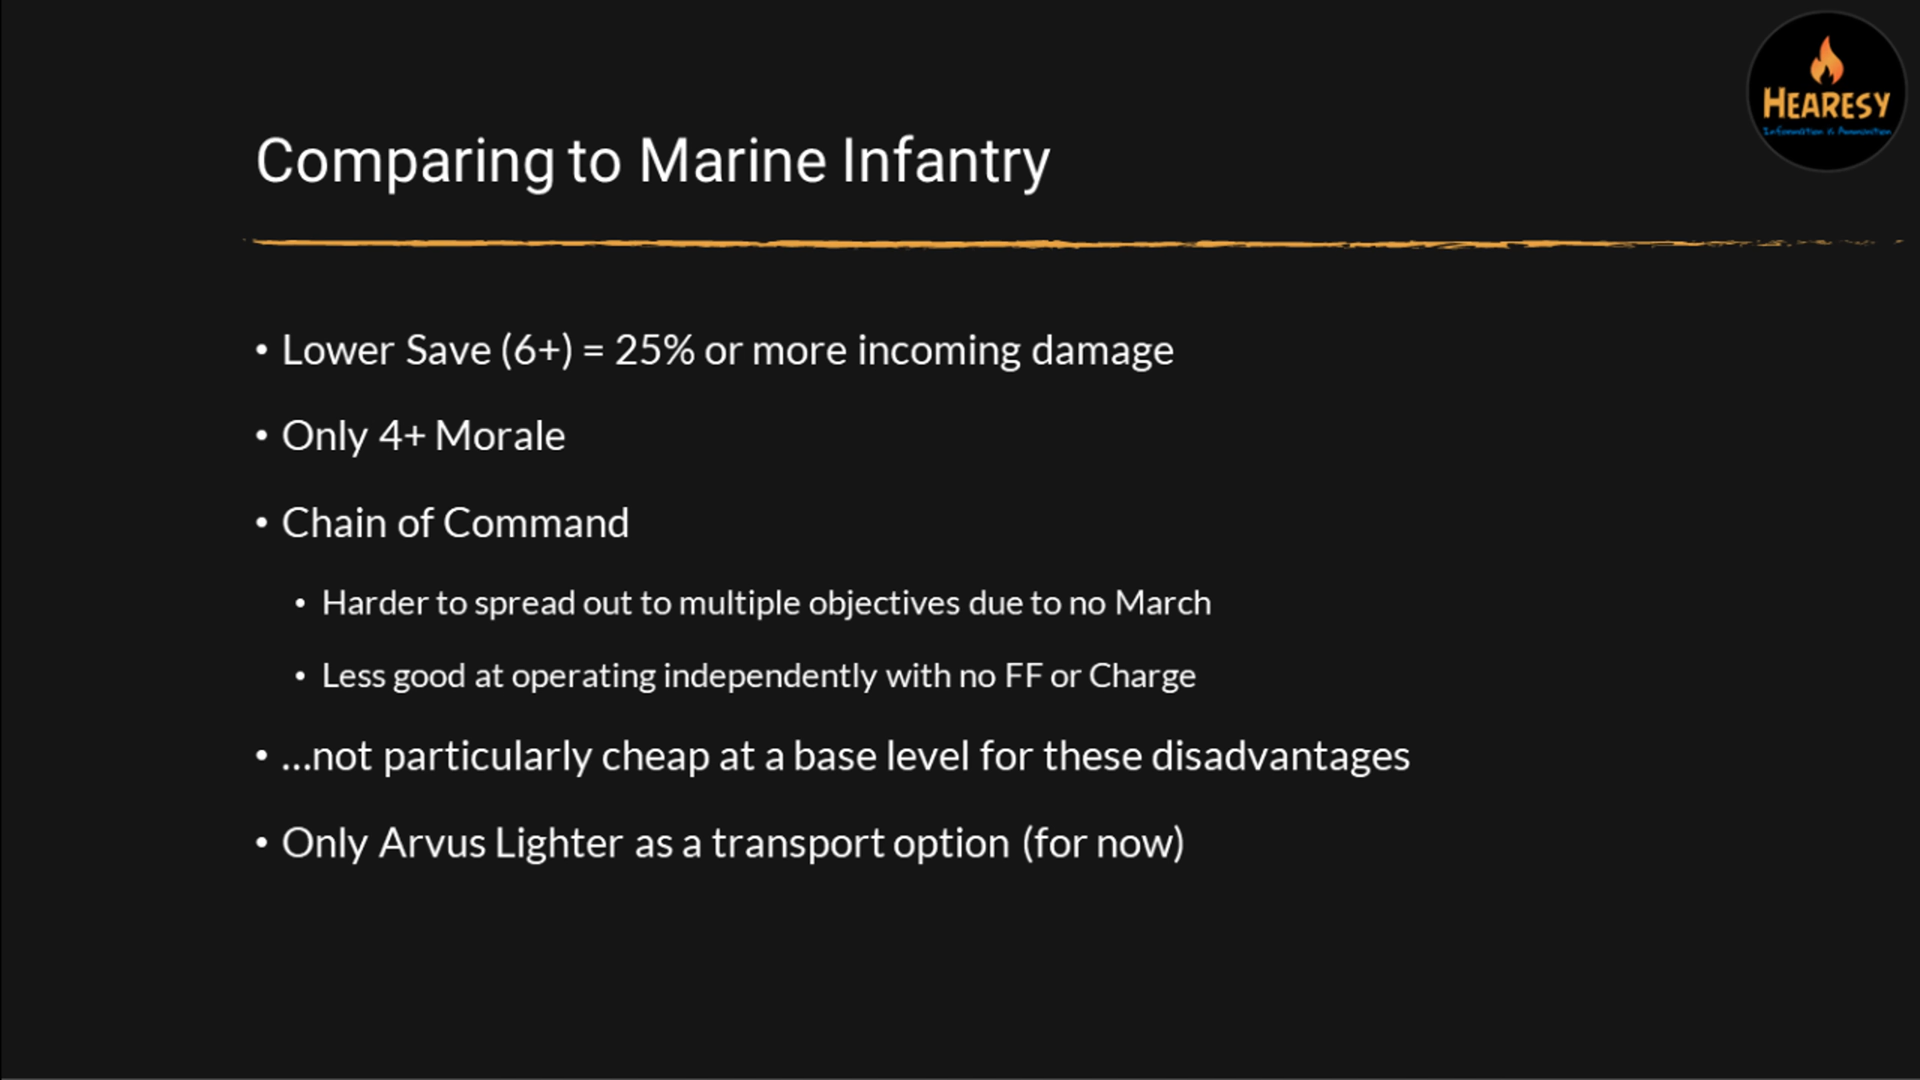 HEARESY
Information & Ammunition
Comparing to Marine Infantry
• Lower Save (6+) = 25% or more incoming damage
• Only 4+ Morale
• Chain of Command
• Harder to spread out to multiple objectives due to no March
• Less good at operating independently with no FF or Charge
• ...not particularly cheap at a base level for these disadvantages
• Only Arvus Lighter as a transport option (for now)